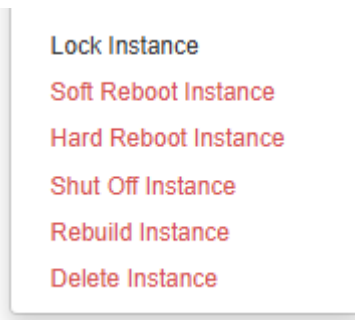 Lock Instance
Soft Reboot Instance
Hard Reboot Instance
Shut Off Instance
Rebuild Instance
Delete Instance